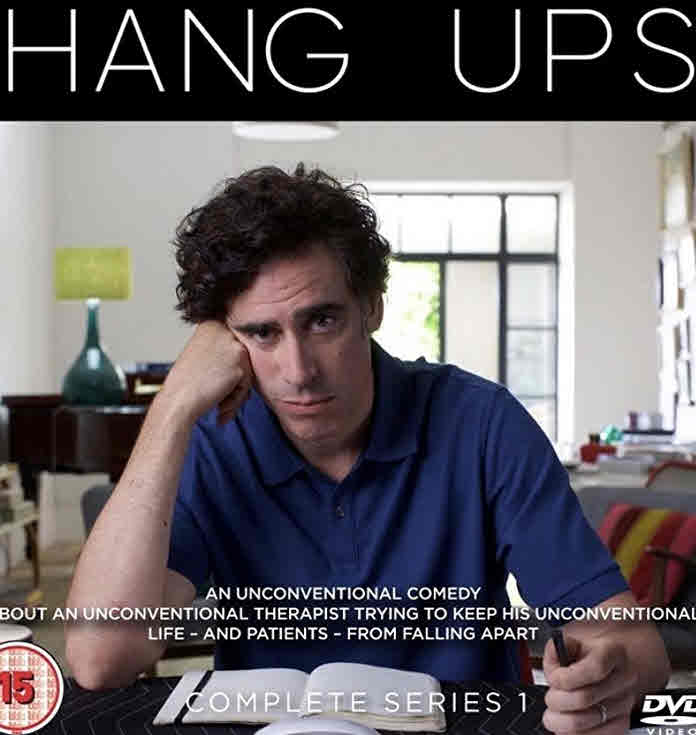 HANG UPS
AN UNCONVENTIONAL COMEDY
BOUT AN UNCONVENTIONAL THERAPIST TRYING TO KEEP HIS UNCONVENTIONAL
LIFE – AND PATIENTS – FROM FALLING APART
15
COMPLETE SERIES 1
DVD
VIDEO